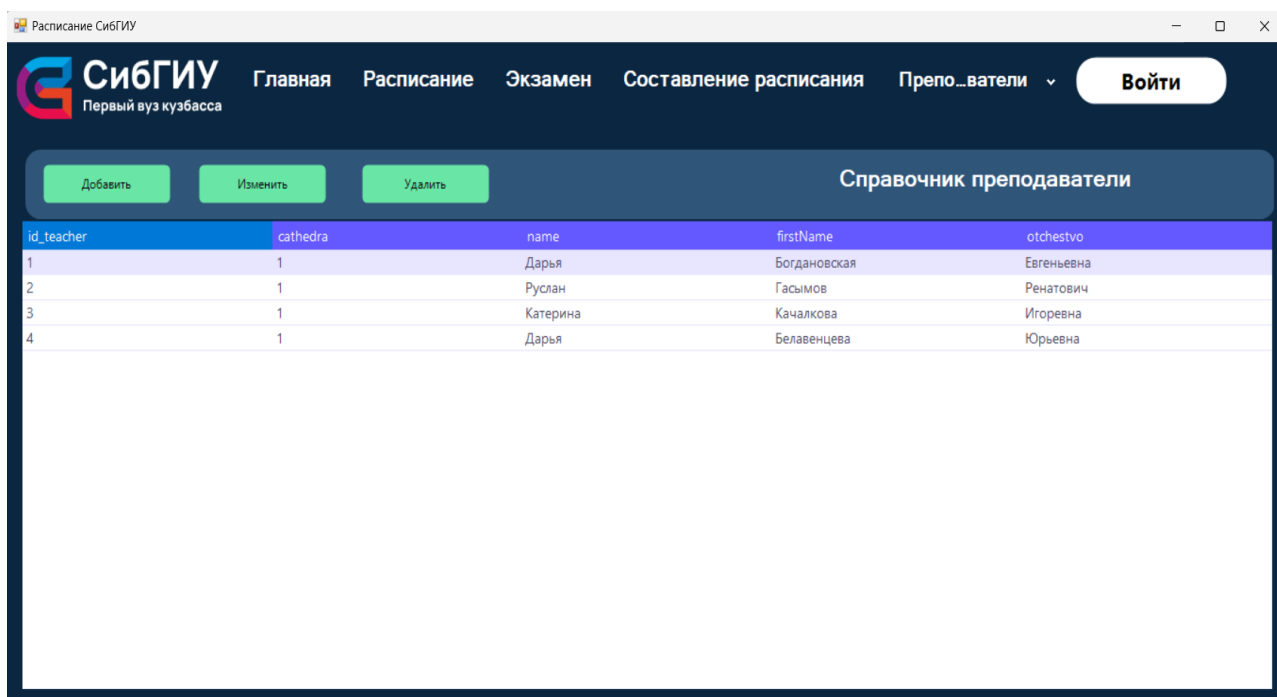 Расписание СибГИУ
СибГИУ
Первый вуз кузбасса
Главная Расписание Экзамен Составление расписания Препо...ватели Войти
Добавить Изменить Удалить Справочник преподаватели
id_teacher cathedra name firstName otchestvo
1 1 Дарья Богдановская Евгеньевна
2 1 Руслан Гасымов Ренатович
3 1 Катерина Качалкова Игоревна
4 1 Дарья Белавенцева Юрьевна